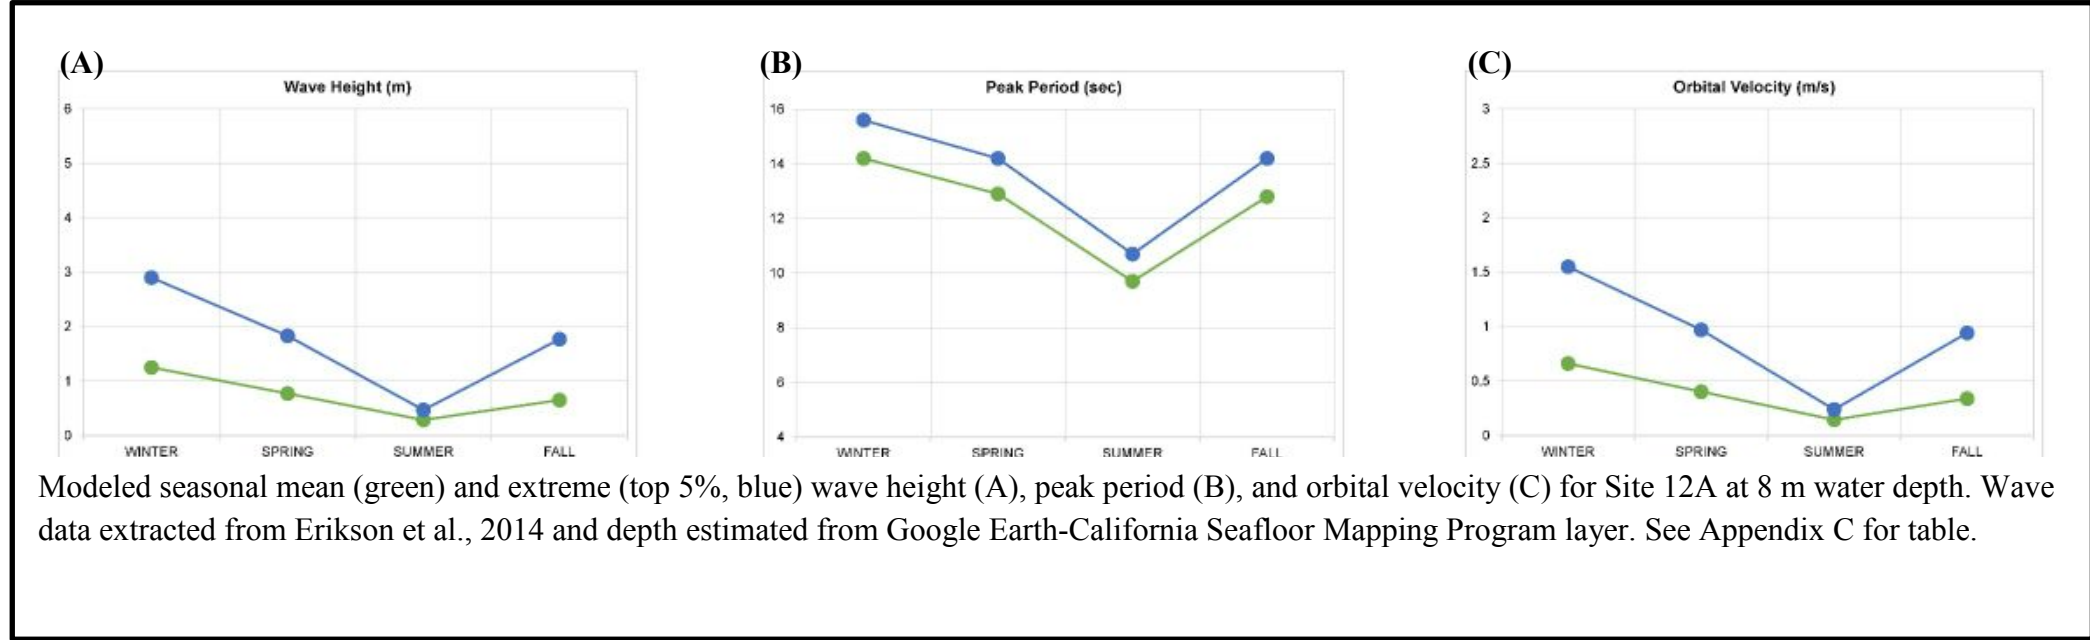 (A)
Wave Height (m)
6
5
4
3
2
1
0
WINTER SPRING SUMMER FALL
(B)
Peak Period (sec)
16
14
12
10
8
6
4
WINTER SPRING SUMMER FALL
(C)
Orbital Velocity (m/s)
3
2.5
2
1.5
1
0.5
0
WINTER SPRING SUMMER FALL
Modeled seasonal mean (green) and extreme (top 5%, blue) wave height (A), peak period (B), and orbital velocity (C) for Site 12A at 8 m water depth. Wave
data extracted from Erikson et al., 2014 and depth estimated from Google Earth-California Seafloor Mapping Program layer. See Appendix C for table.